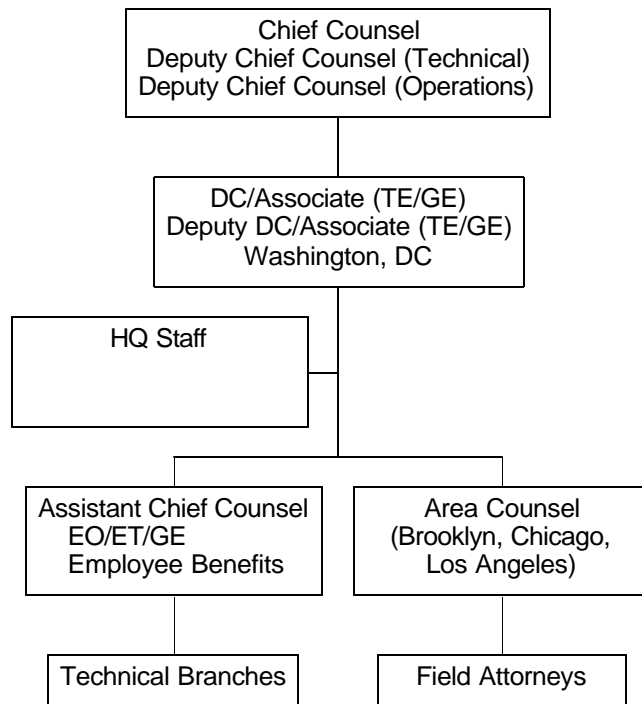 Chief Counsel
Deputy Chief Counsel (Technical)
Deputy Chief Counsel (Operations)
DC/Associate (TE/GE)
Deputy DC/Associate (TE/GE)
Washington, DC
HQ Staff
Assistant Chief Counsel
EO/ET/GE
Employee Benefits
Area Counsel
(Brooklyn, Chicago,
Los Angeles)
Technical Branches
Field Attorneys